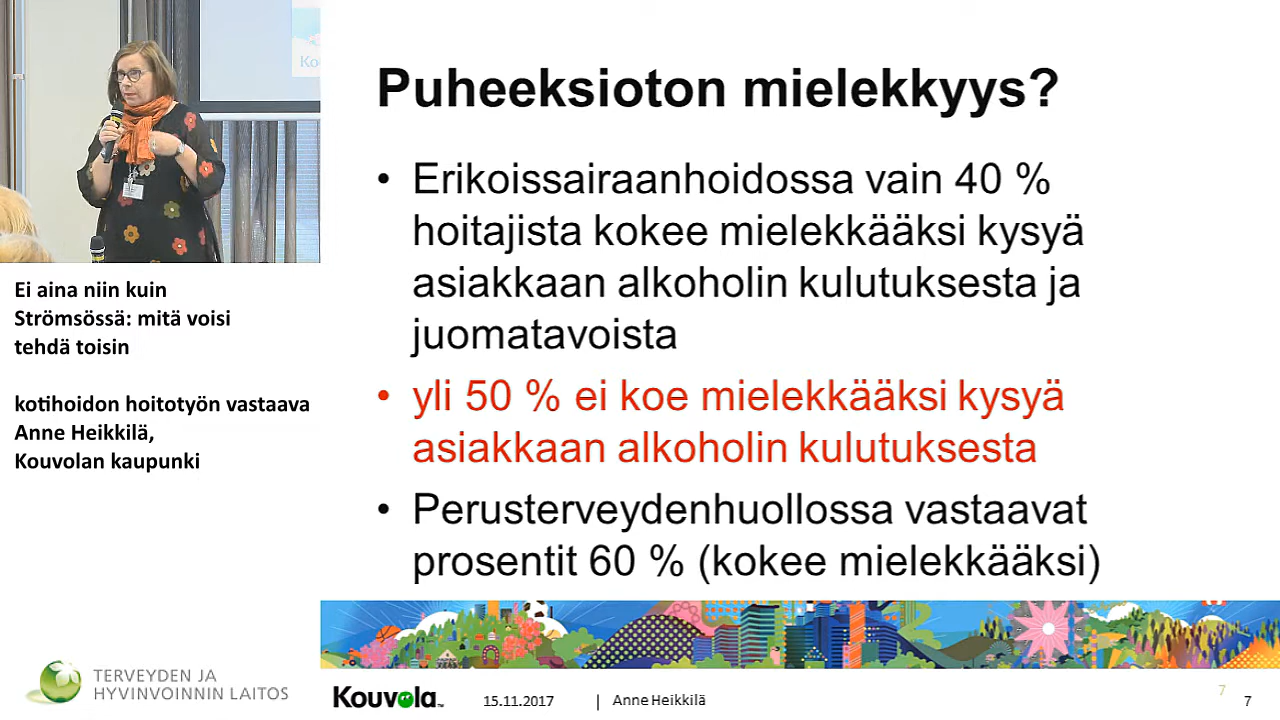 Ko
Puheeksioton mielekkyys?
• Erikoissairaanhoidossa vain 40 %
hoitajista kokee mielekkääksi kysyä
asiakkaan alkoholin kulutuksesta ja
juomatavoista
• yli 50 % ei koe mielekkääksi kysyä
asiakkaan alkoholin kulutuksesta
• Perusterveydenhuollossa vastaavat
prosentit 60 % (kokee mielekkääksi)
Ei aina niin kuin
Strömsössä: mitä voisi
tehdä toisin
kotihoidon hoitotyön vastaava
Anne Heikkilä,
Kouvolan kaupunki
TERVEYDEN JA
HYVINVOINNIN LAITOS
Kouvola
15.11.2017 | Anne Heikkilä
7
7